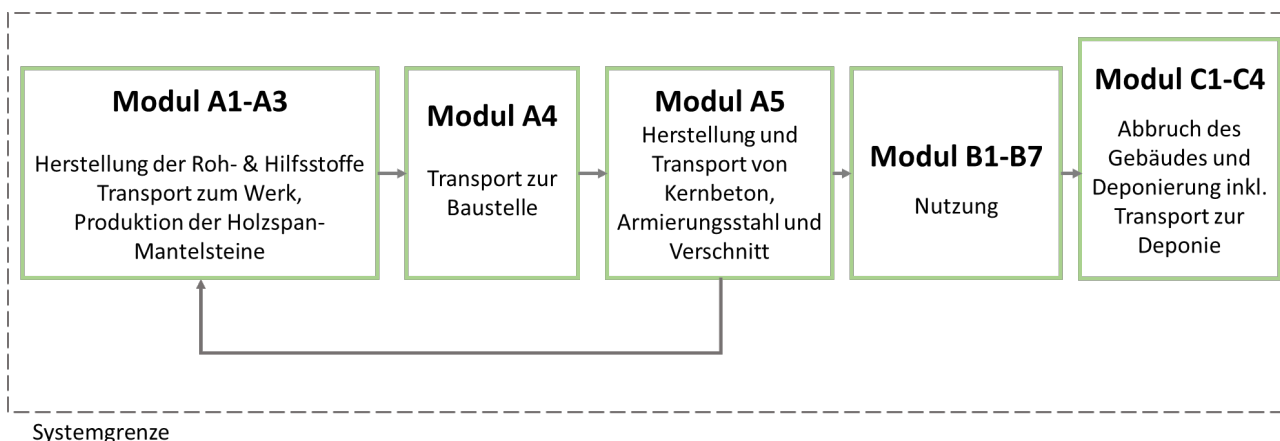 Modul A1-A3
Herstellung der Roh- & Hilfsstoffe
Transport zum Werk,
Produktion der Holzspan-
Mantelsteine
Modul A4
Transport zur
Baustelle
Modul A5
Herstellung und
Transport von
Kernbeton,
Armierungsstahl und
Verschnitt
Modul B1-B7
Nutzung
Modul C1-C4
Abbruch des
Gebäudes und
Deponierung inkl.
Transport zur
Deponie
Systemgrenze